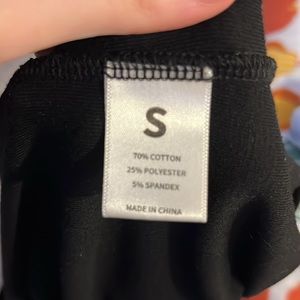 S
70% COTTON
25% POLYESTER
5% SPANDEX
MADE IN CHINA